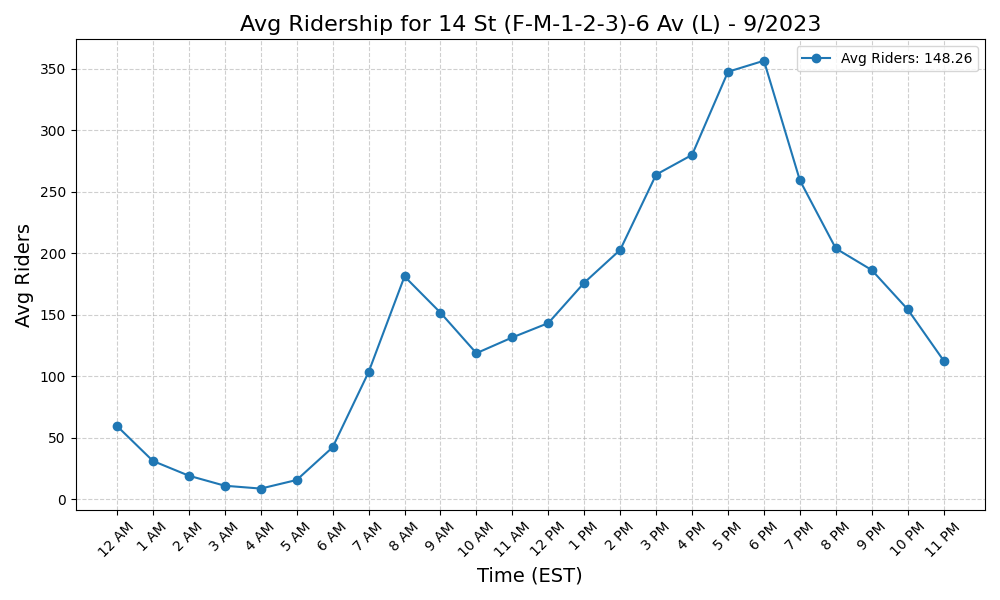 Avg Ridership for 14 St (F-M-1-2-3)-6 Av (L) - 9/2023
Avg Riders: 148.26
Avg Riders
350
300
250
200
150
100
50
0
12 AM
1 AM
2 AM
3 AM
4 AM
5 AM
6 AM
7 AM
8 AM
9 AM
10 AM
11 AM
12 PM
1 PM
2 PM
3 PM
4 PM
5 PM
6 PM
7 PM
8 PM
9 PM
10 PM
11 PM
Time (EST)